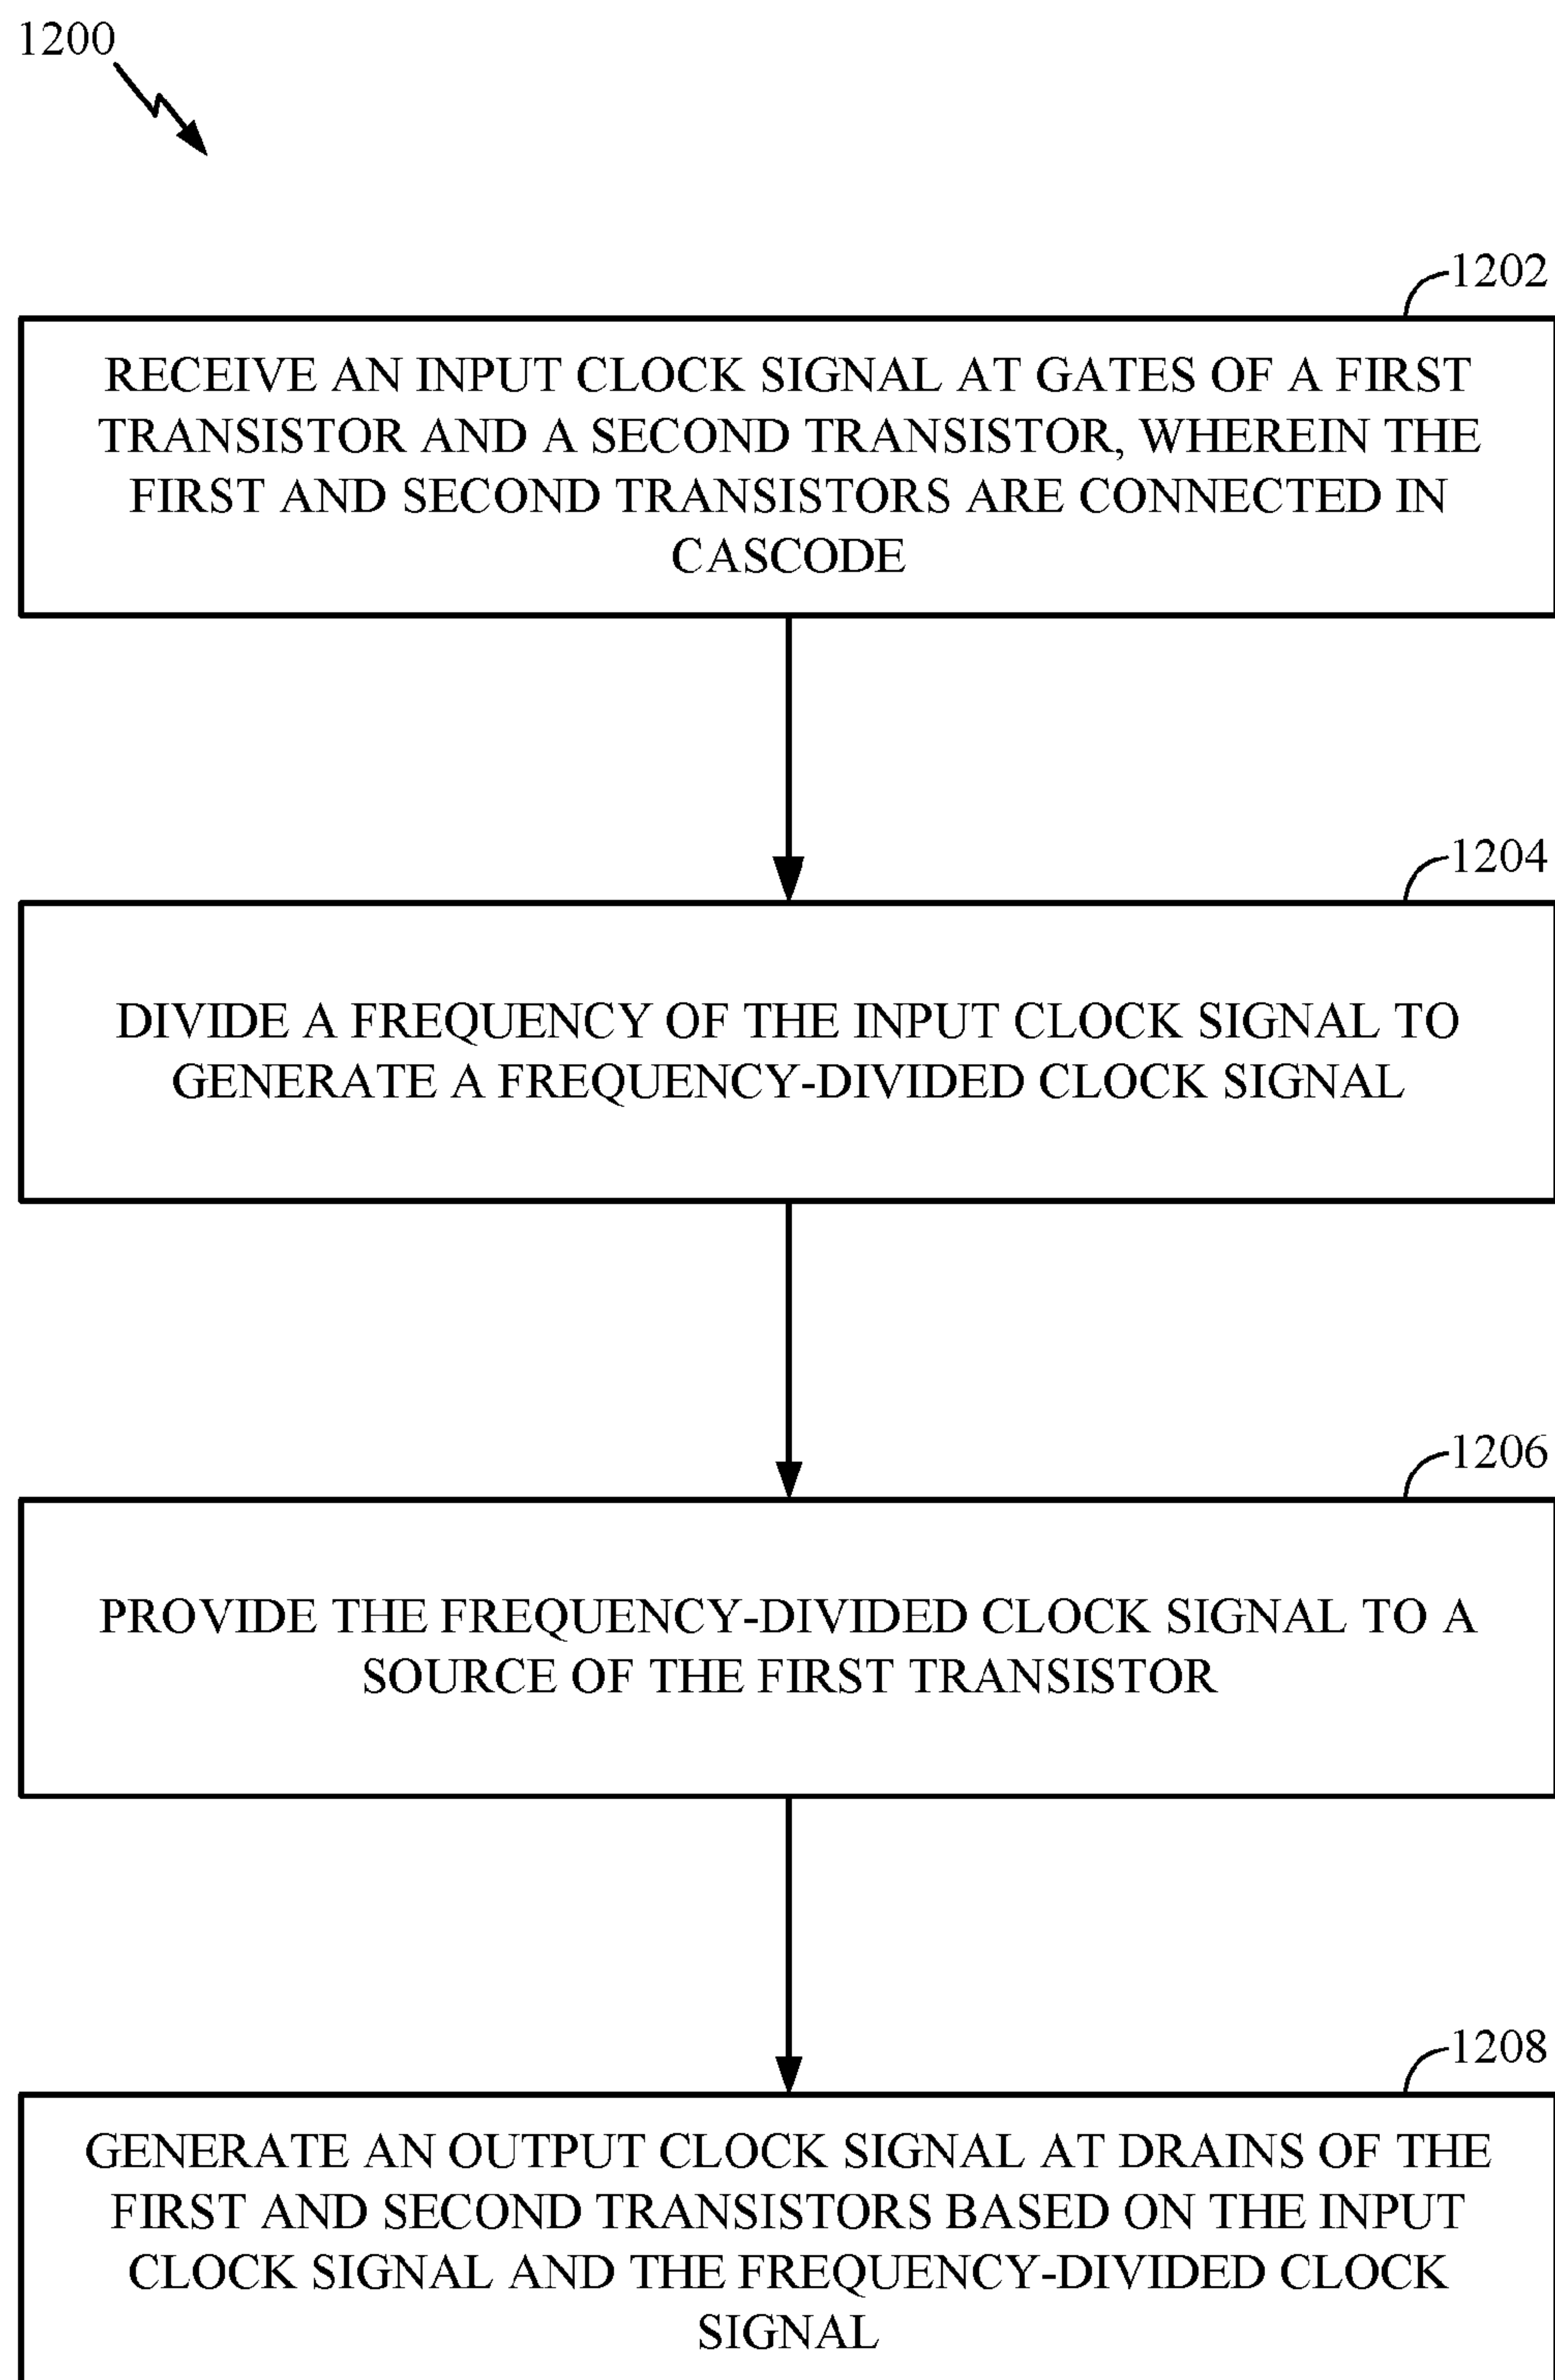 1200
1202
RECEIVE AN INPUT CLOCK SIGNAL AT GATES OF A FIRST
TRANSISTOR AND A SECOND TRANSISTOR, WHEREIN THE
FIRST AND SECOND TRANSISTORS ARE CONNECTED IN
CASCODE
1204
DIVIDE A FREQUENCY OF THE INPUT CLOCK SIGNAL TO
GENERATE A FREQUENCY-DIVIDED CLOCK SIGNAL
1206
PROVIDE THE FREQUENCY-DIVIDED CLOCK SIGNAL TO A
SOURCE OF THE FIRST TRANSISTOR
1208
GENERATE AN OUTPUT CLOCK SIGNAL AT DRAINS OF THE
FIRST AND SECOND TRANSISTORS BASED ON THE INPUT
CLOCK SIGNAL AND THE FREQUENCY-DIVIDED CLOCK
SIGNAL